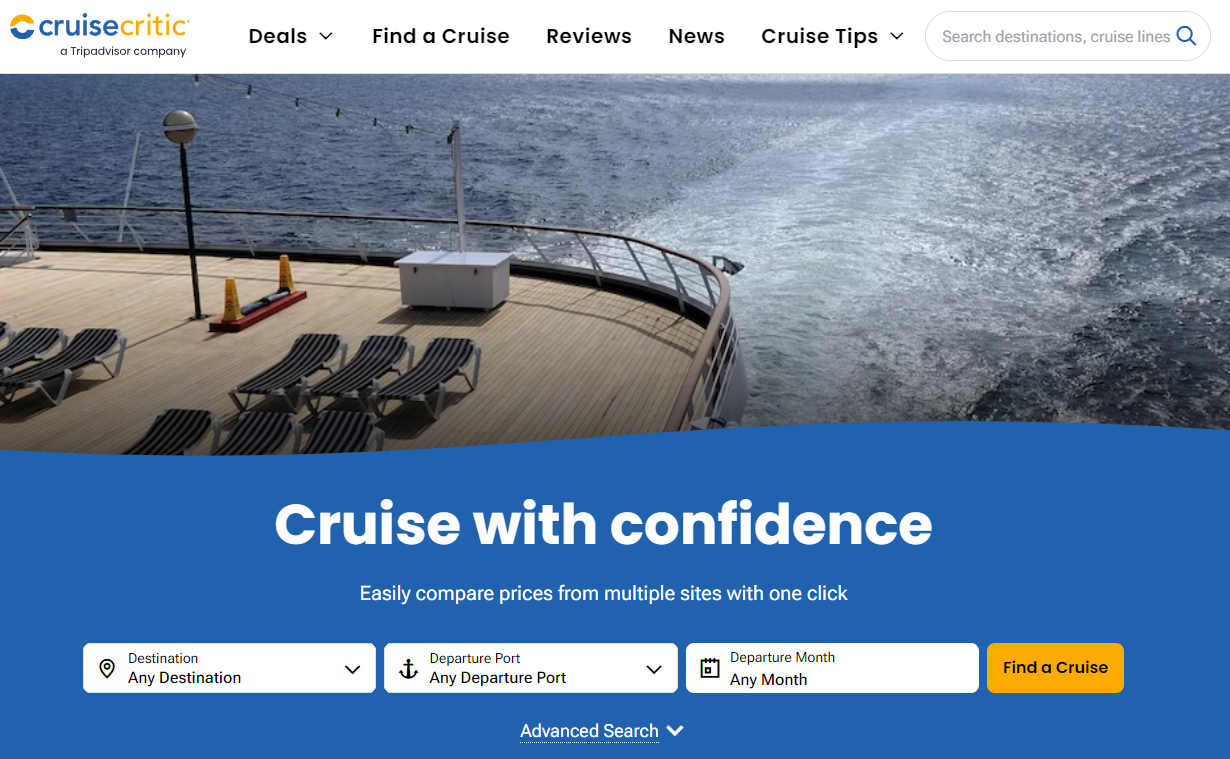 cruisecritic
a Tripadvisor company
Deals
Find a Cruise
Reviews
News
Cruise Tips
Search destinations, cruise lines
Cruise with confidence
Easily compare prices from multiple sites with one click
Destination
Any Destination
Departure Port
Any Departure Port
Departure Month
Any Month
Find a Cruise
Advanced Search